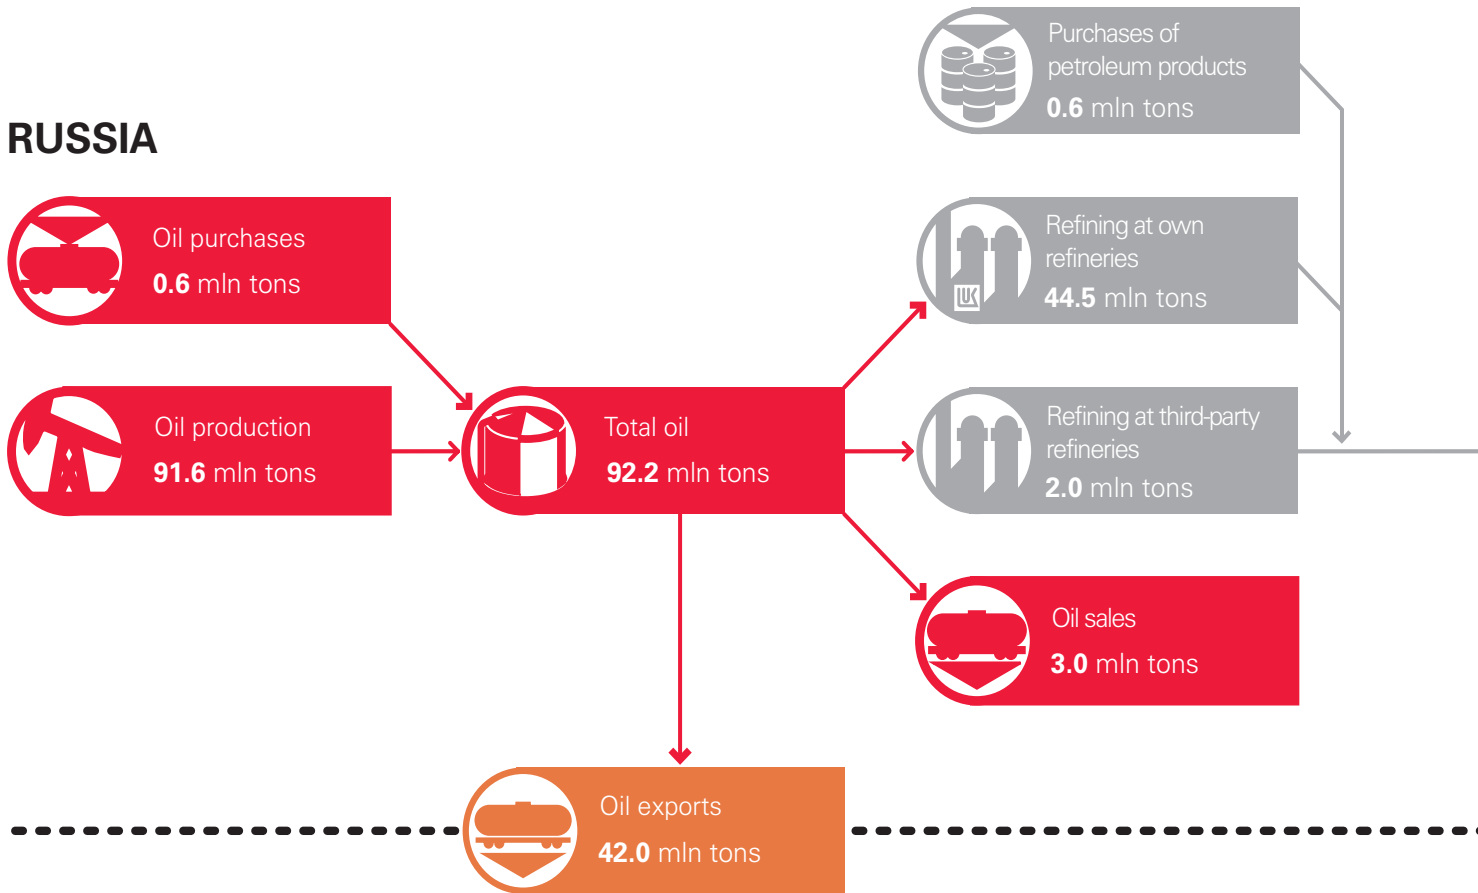 Purchases of
petroleum products
0.6 mln tons
RUSSIA
Oil purchases
0.6 mln tons
Refining at own
refineries
44.5 mln tons
LUK
Oil production
91.6 mln tons
Total oil
92.2 mln tons
Refining at third-party
refineries
2.0 mln tons
Oil sales
3.0 mln tons
Oil exports
42.0 mln tons